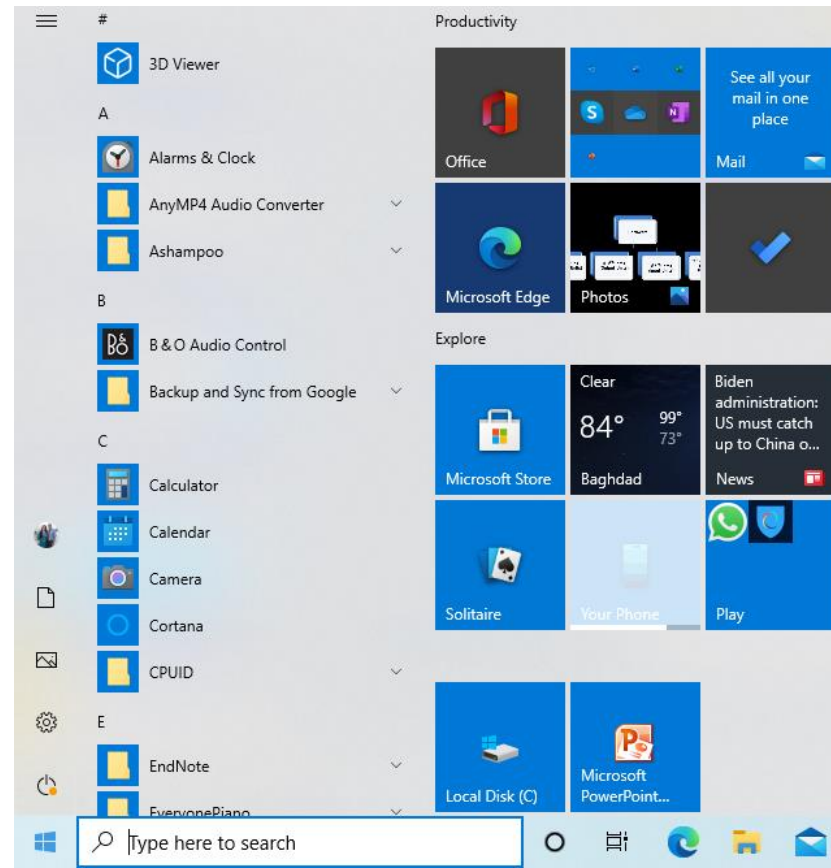 #
3D Viewer
A
Alarms & Clock
AnyMP4 Audio Converter
Ashampoo
B
B&O Audio Control
Backup and Sync from Google
C
Calculator
Calendar
Camera
Cortana
CPUID
E
EndNote
EveryonePiano
Productivity
Office
See all your
mail in one
place
Mail
Microsoft Edge
Photos
Explore
Microsoft Store
Clear
84° 99°
73°
Baghdad
Biden
administration:
US must catch
up to China o...
News
Solitaire
Your Phone
Play
Local Disk (C)
Microsoft
PowerPoint...
Type here to search